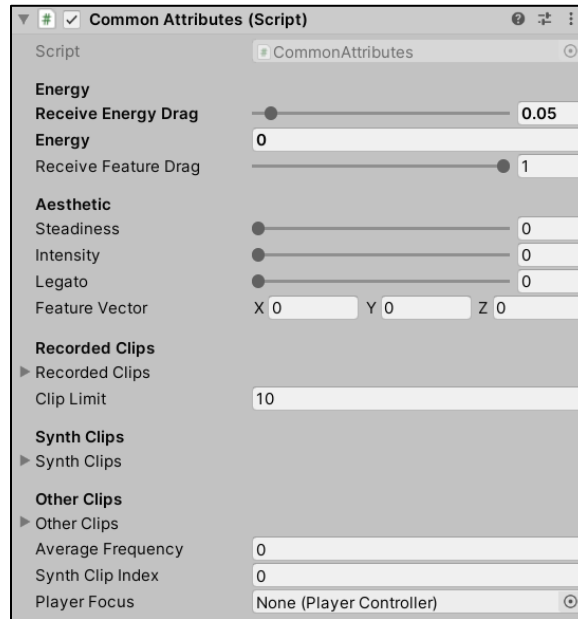 Common Attributes (Script)
Script CommonAttributes
Energy
Receive Energy Drag 0.05
Energy 0
Receive Feature Drag 1
Aesthetic
Steadiness 0
Intensity 0
Legato 0
Feature Vector X 0 Y 0 Z 0
Recorded Clips
Recorded Clips
Clip Limit 10
Synth Clips
Synth Clips
Other Clips
Other Clips
Average Frequency 0
Synth Clip Index 0
Player Focus None (Player Controller)